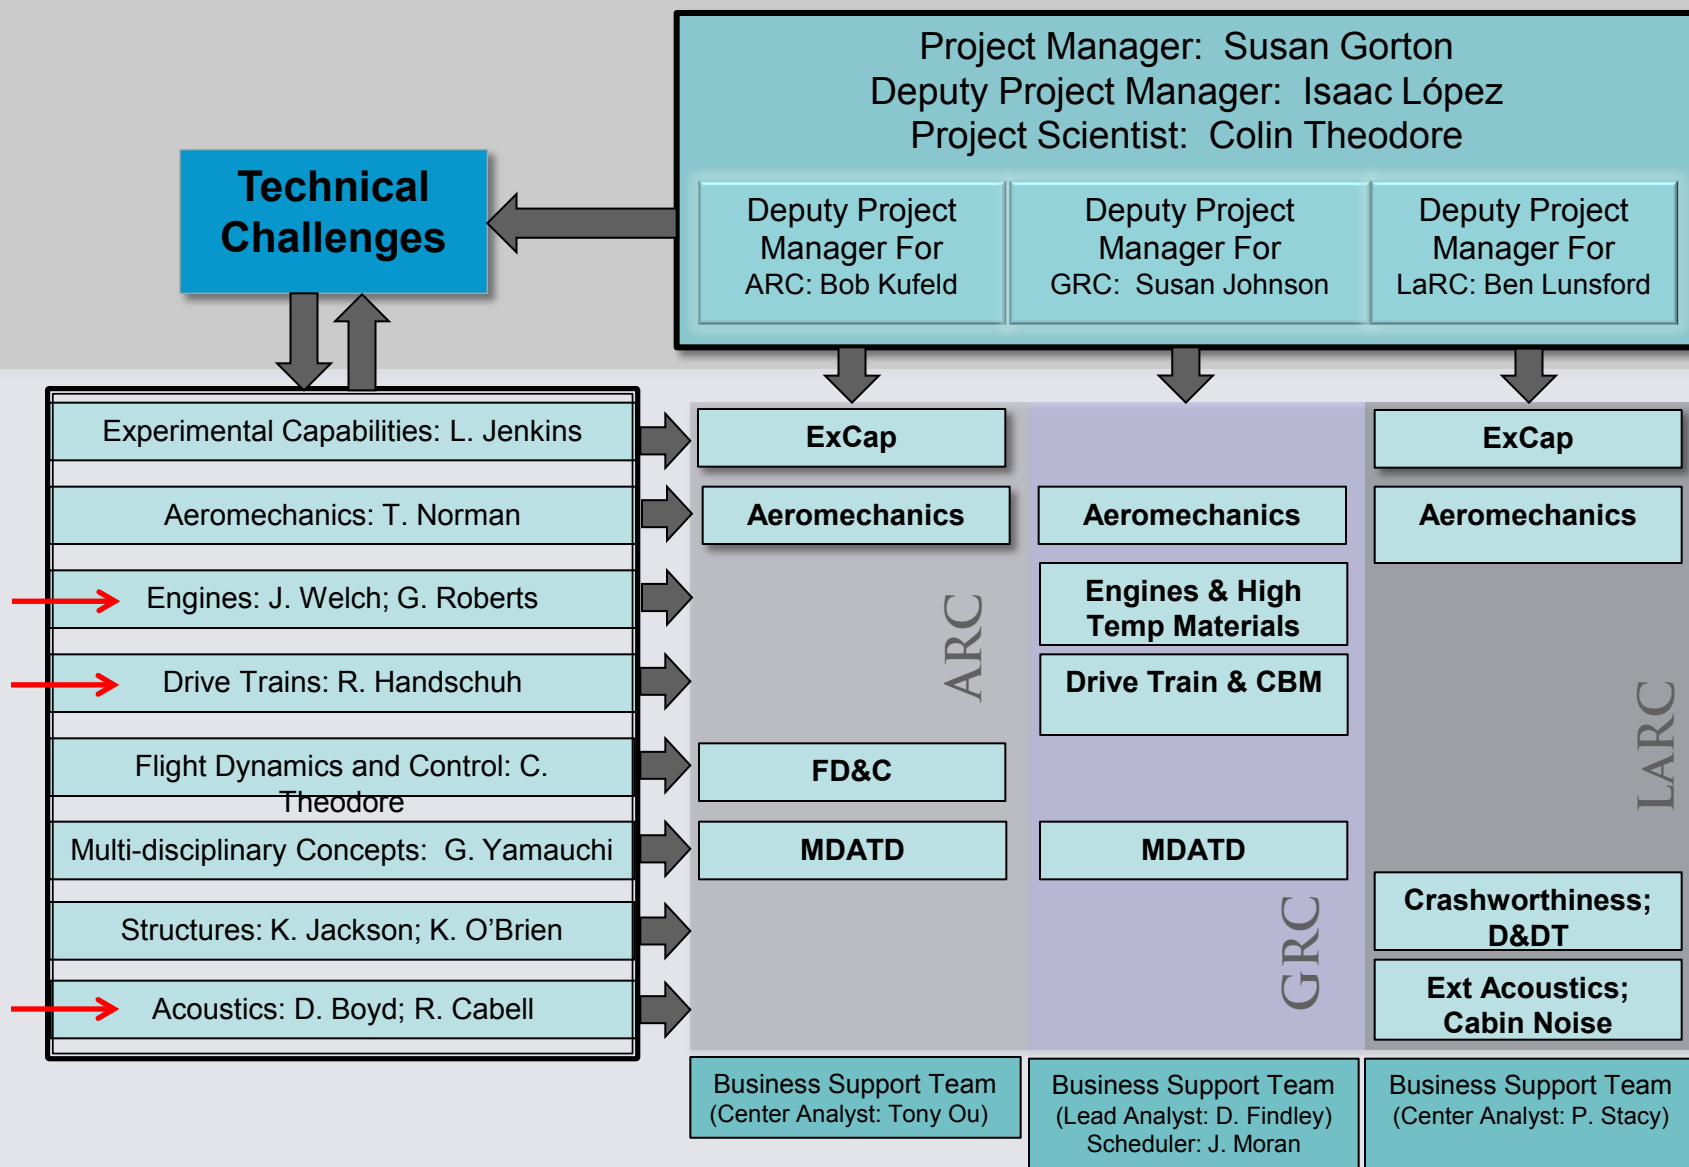 Project Manager:  Susan Gorton
Deputy Project Manager:  Isaac López
Project Scientist:  Colin Theodore
Technical
Challenges
Deputy Project
Manager For
ARC: Bob Kufeld
Deputy Project
Manager For
GRC:  Susan Johnson
Deputy Project
Manager For
LaRC: Ben Lunsford
Experimental Capabilities: L. Jenkins
Aeromechanics: T. Norman
Engines: J. Welch; G. Roberts
Drive Trains: R. Handschuh
Flight Dynamics and Control: C.
Theodore
Multi-disciplinary Concepts:  G. Yamauchi
Structures: K. Jackson; K. O’Brien
Acoustics: D. Boyd; R. Cabell
ExCap
Aeromechanics
ARC
FD&C
MDATD
Aeromechanics
Engines & High
Temp Materials
Drive Train & CBM
MDATD
GRC
ExCap
Aeromechanics
LARC
Crashworthiness;
D&DT
Ext Acoustics;
Cabin Noise
Business Support Team
(Center Analyst: Tony Ou)
Business Support Team
(Lead Analyst: D. Findley)
Scheduler: J. Moran
Business Support Team
(Center Analyst: P. Stacy)